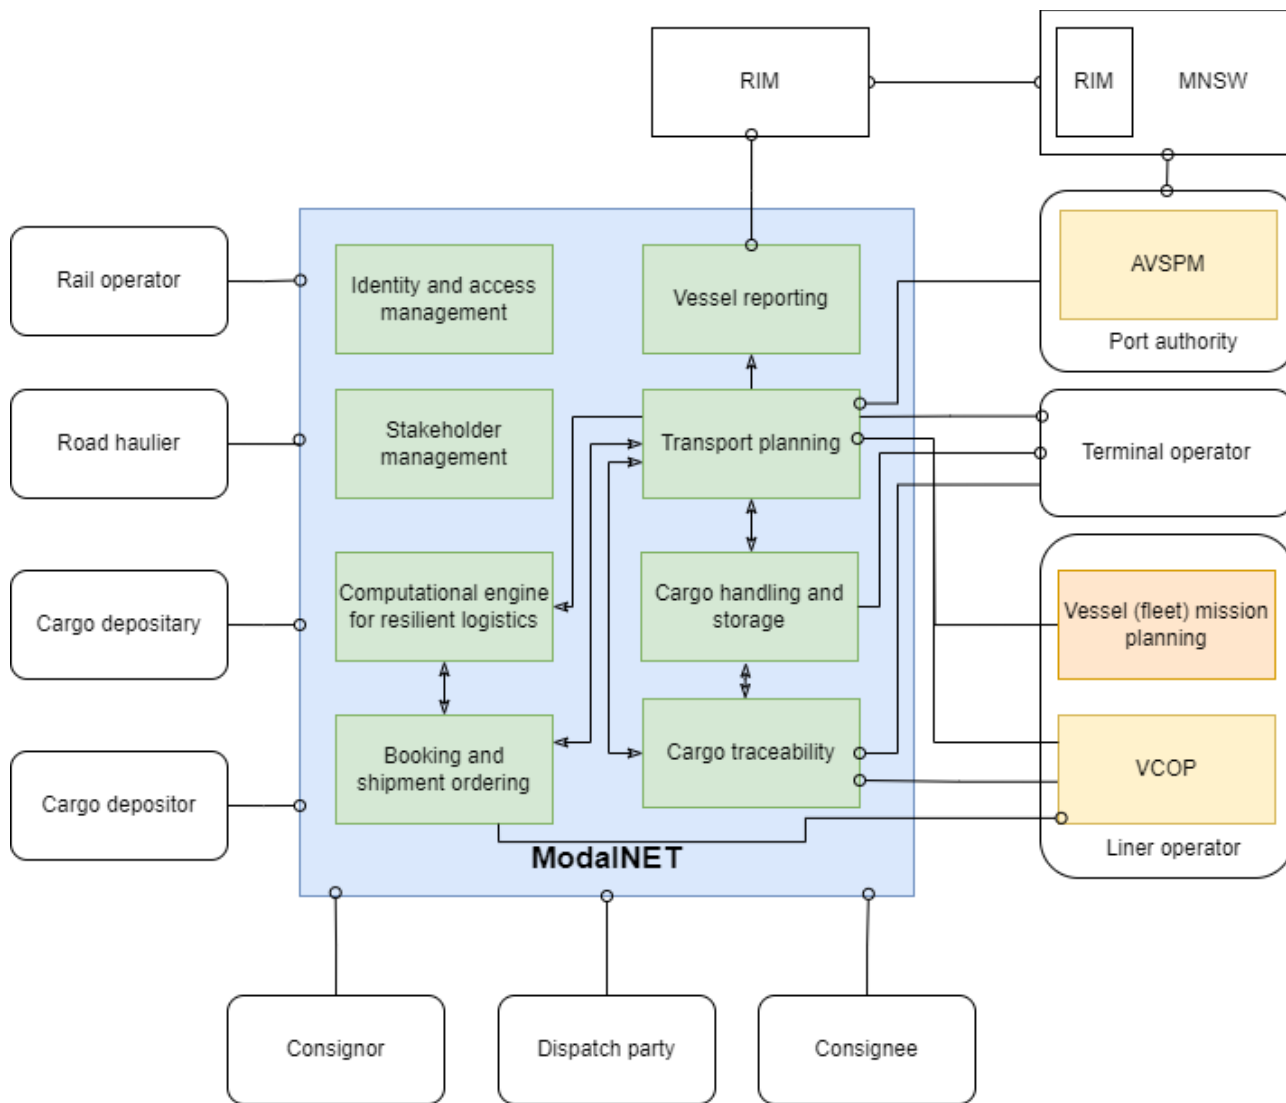 RIM
RIM
MNSW
Rail operator
Identity and access
management
Vessel reporting
AVSPM
Port authority
Road haulier
Stakeholder
management
Transport planning
Terminal operator
Cargo depositary
Computational engine
for resilient logistics
Cargo handling and
storage
Vessel (fleet) mission
planning
Cargo depositor
Booking and
shipment ordering
Cargo traceability
VCOP
Liner operator
ModalNET
Consignor
Dispatch party
Consignee